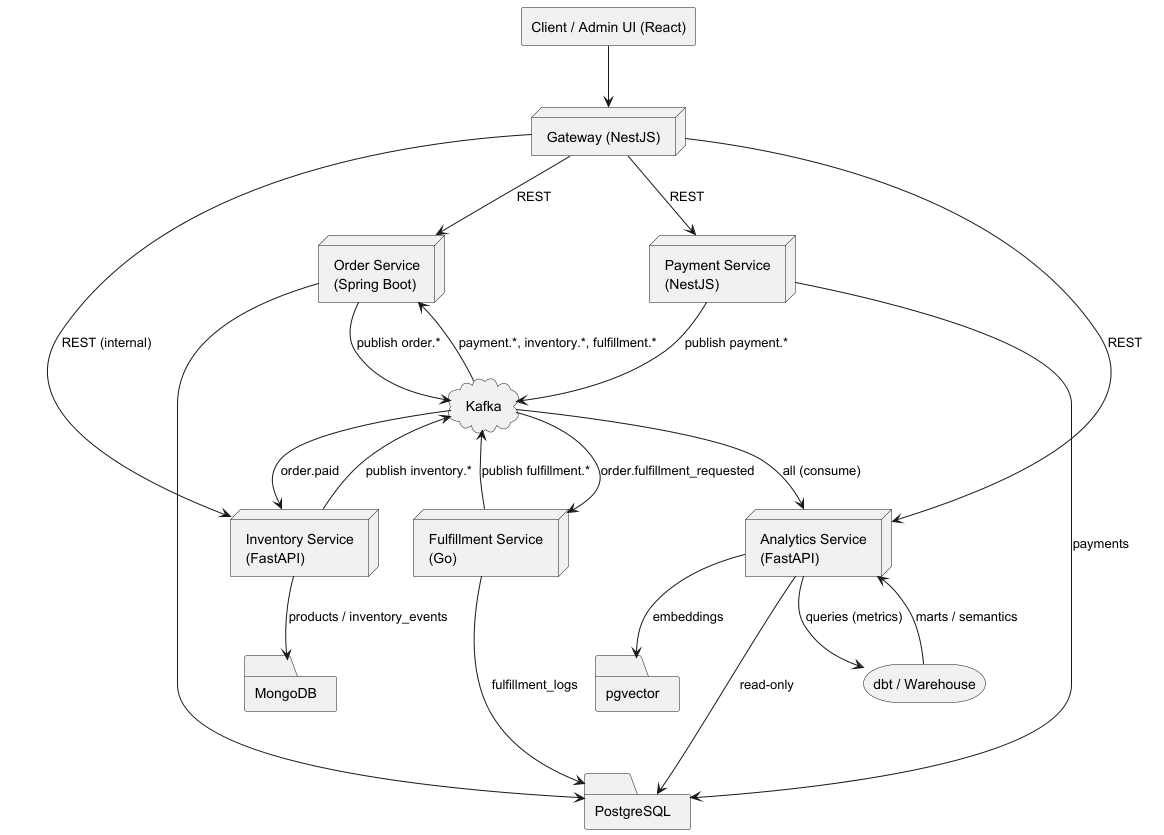 Client / Admin UI (React)
Gateway (NestJS)
REST
REST
Order Service
(Spring Boot)
Payment Service
(NestJS)
REST (internal)
publish order.*
payment.*, inventory.*, fulfillment.*
publish payment.*
REST
Kafka
order.paid
publish inventory.*
publish fulfillment.*
order.fulfillment_requested
all (consume)
Inventory Service
(FastAPI)
Fulfillment Service
(Go)
Analytics Service
(FastAPI)
payments
products / inventory_events
embeddings
queries (metrics)
marts / semantics
MongoDB
fulfillment_logs
pgvector
read-only
dbt / Warehouse
PostgreSQL